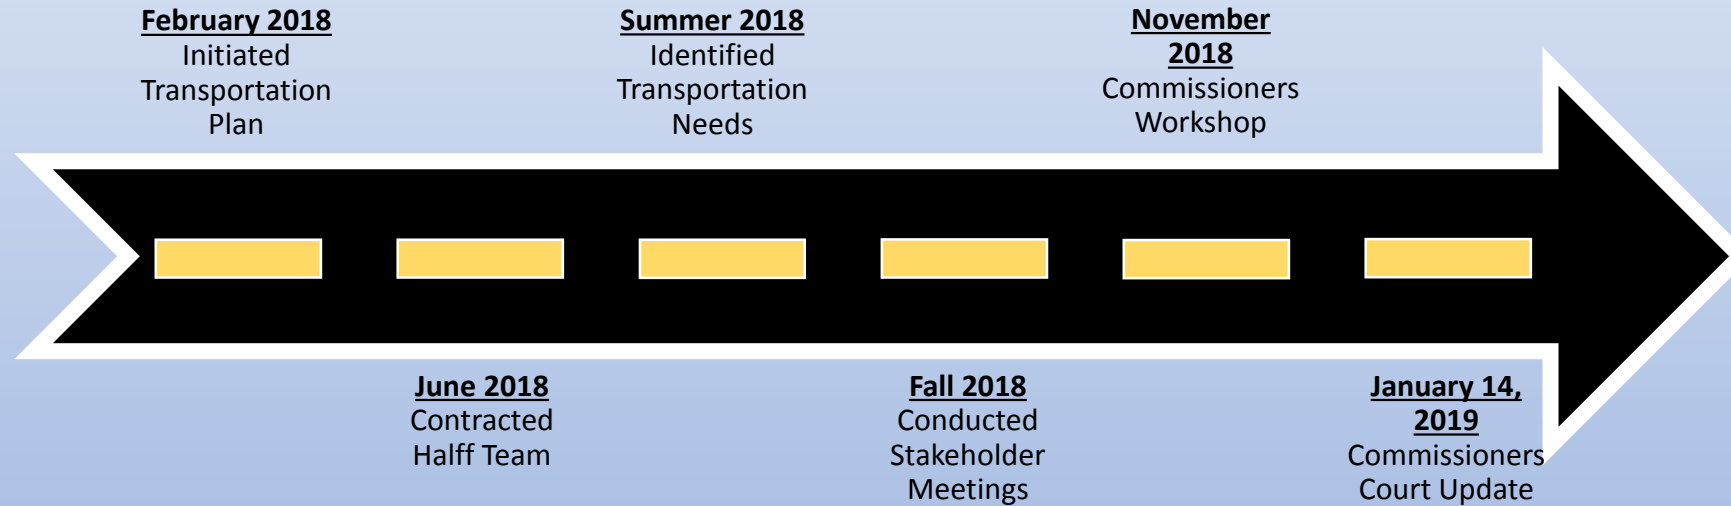 February 2018
Initiated
Transportation
Plan
Summer 2018
Identified
Transportation
Needs
November
2018
Commissioners
Workshop
June 2018
Contracted
Halff Team
Fall 2018
Conducted
Stakeholder
Meetings
January 14,
2019
Commissioners
Court Update